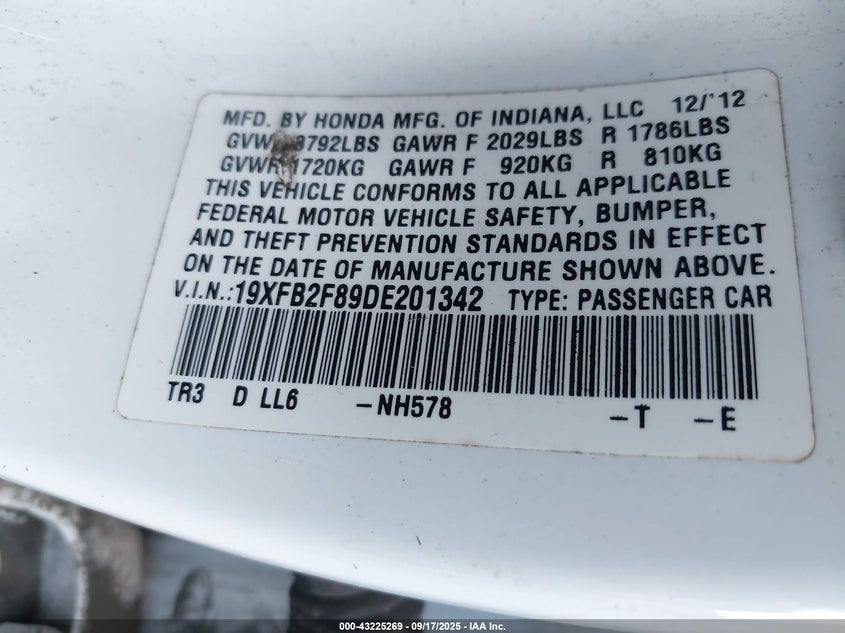 MFD. BY HONDA MFG. OF INDIANA, LLC 12/'12
GVWR 3792LBS GAWR F 2029LBS R 1786LBS
GVWR 1720KG GAWR F 920KG R 810KG
THIS VEHICLE CONFORMS TO ALL APPLICABLE
FEDERAL MOTOR VEHICLE SAFETY, BUMPER,
AND THEFT PREVENTION STANDARDS IN EFFECT
ON THE DATE OF MANUFACTURE SHOWN ABOVE.
V.I.N.:19XFB2F89DE201342 TYPE: PASSENGER CAR
TR3 D LL6 -NH578 -T -E
000-43225269 - 09/17/2025 - IAA Inc.